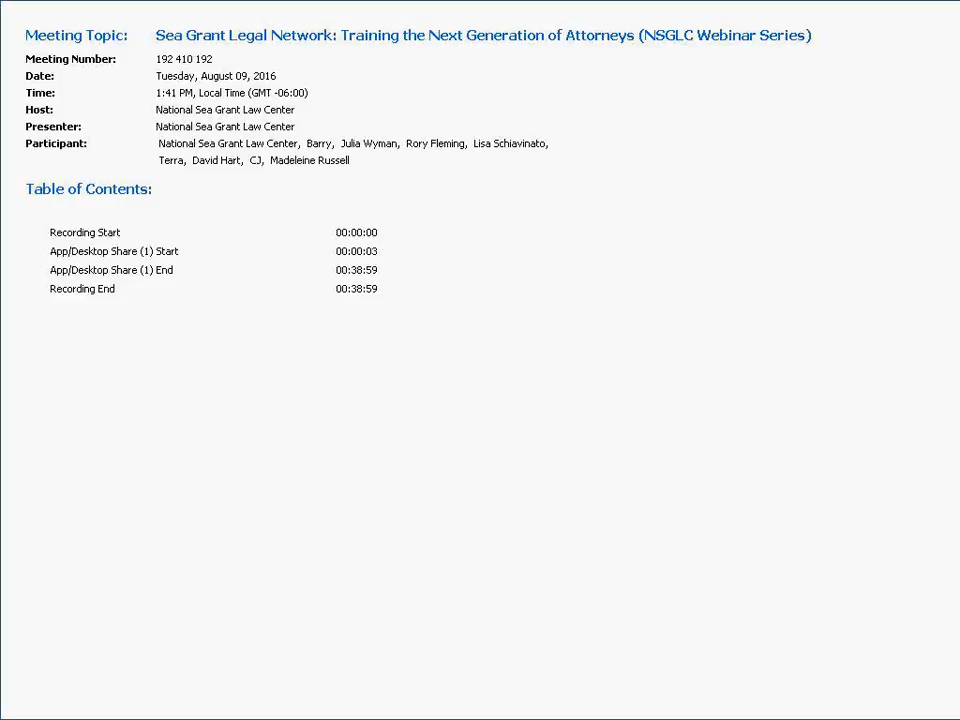 Meeting Topic: Sea Grant Legal Network: Training the Next Generation of Attorneys (NSGLC Webinar Series)
Meeting Number: 192 410 192
Date: Tuesday, August 09, 2016
Time: 1:41 PM, Local Time (GMT -06:00)
Host: National Sea Grant Law Center
Presenter: National Sea Grant Law Center
Participant: National Sea Grant Law Center, Barry, Julia Wyman, Rory Fleming, Lisa Schiavinato,
Terra, David Hart, CJ, Madeleine Russell
Table of Contents:
Recording Start 00:00:00
App/Desktop Share (1) Start 00:00:03
App/Desktop Share (1) End 00:38:59
Recording End 00:38:59